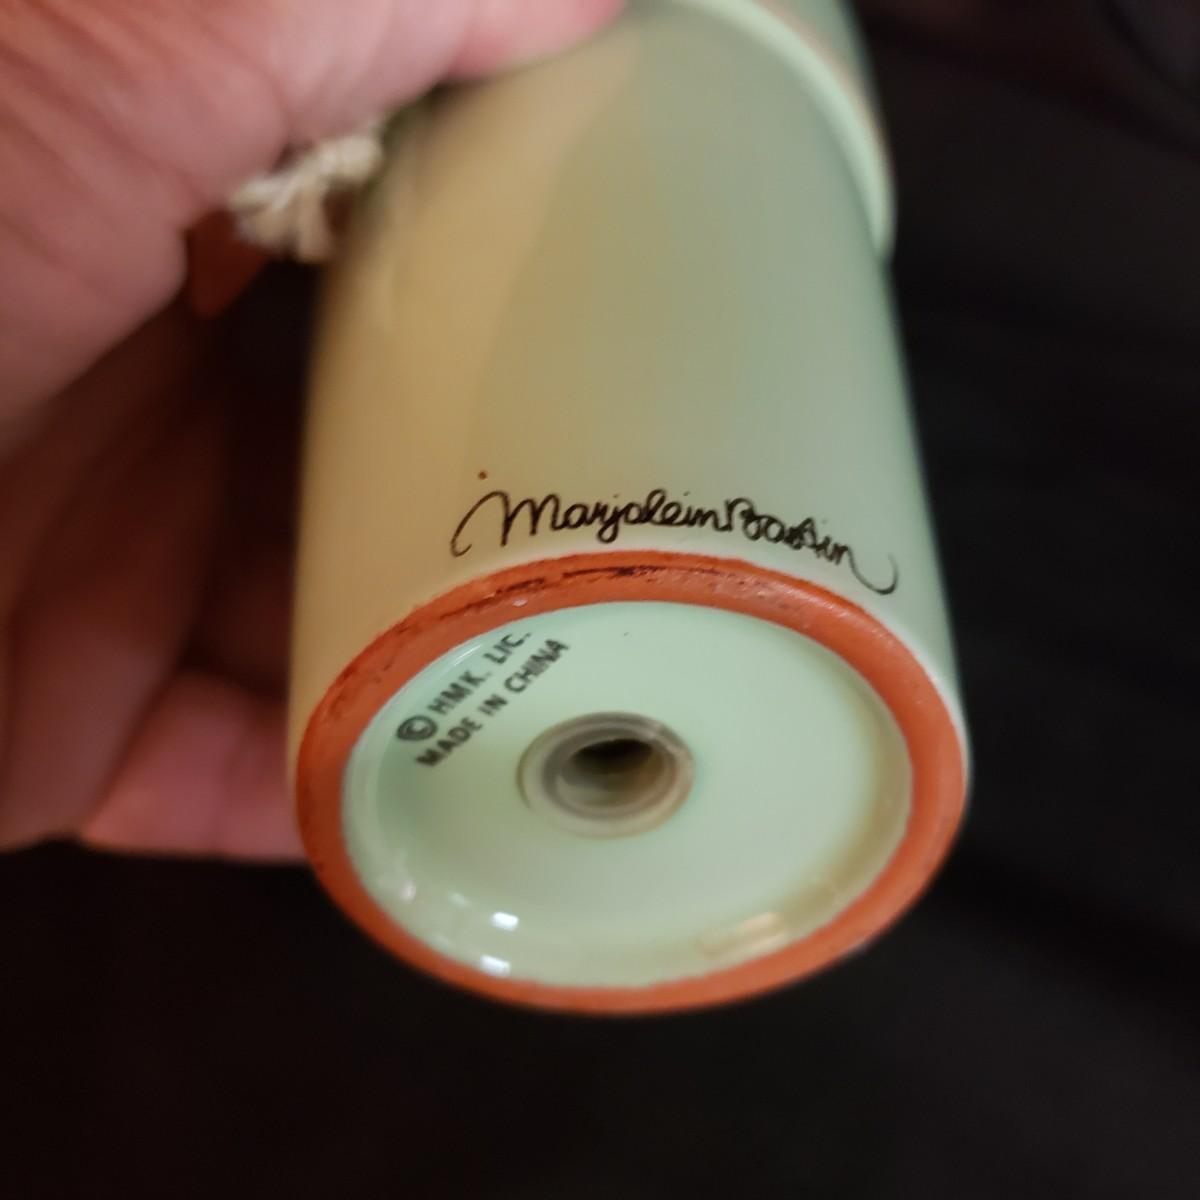 Marjolein Bastin
© HMK. LIC.
MADE IN CHINA